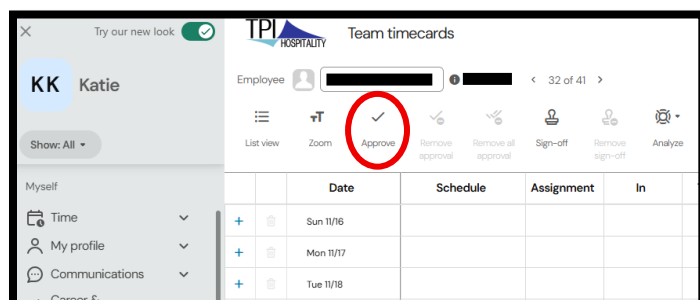 Try our new look
TPI HOSPITALITY
Team timecards
KK Katie
Employee
32 of 41
Show: All
List view
Zoom
Approve
Remove approval
Remove all approval
Sign-off
Remove sign-off
Analyze
Date Schedule Assignment In
Myself
Time
My profile
Communications
Career &
+ Sun 11/16
+ Mon 11/17
+ Tue 11/18